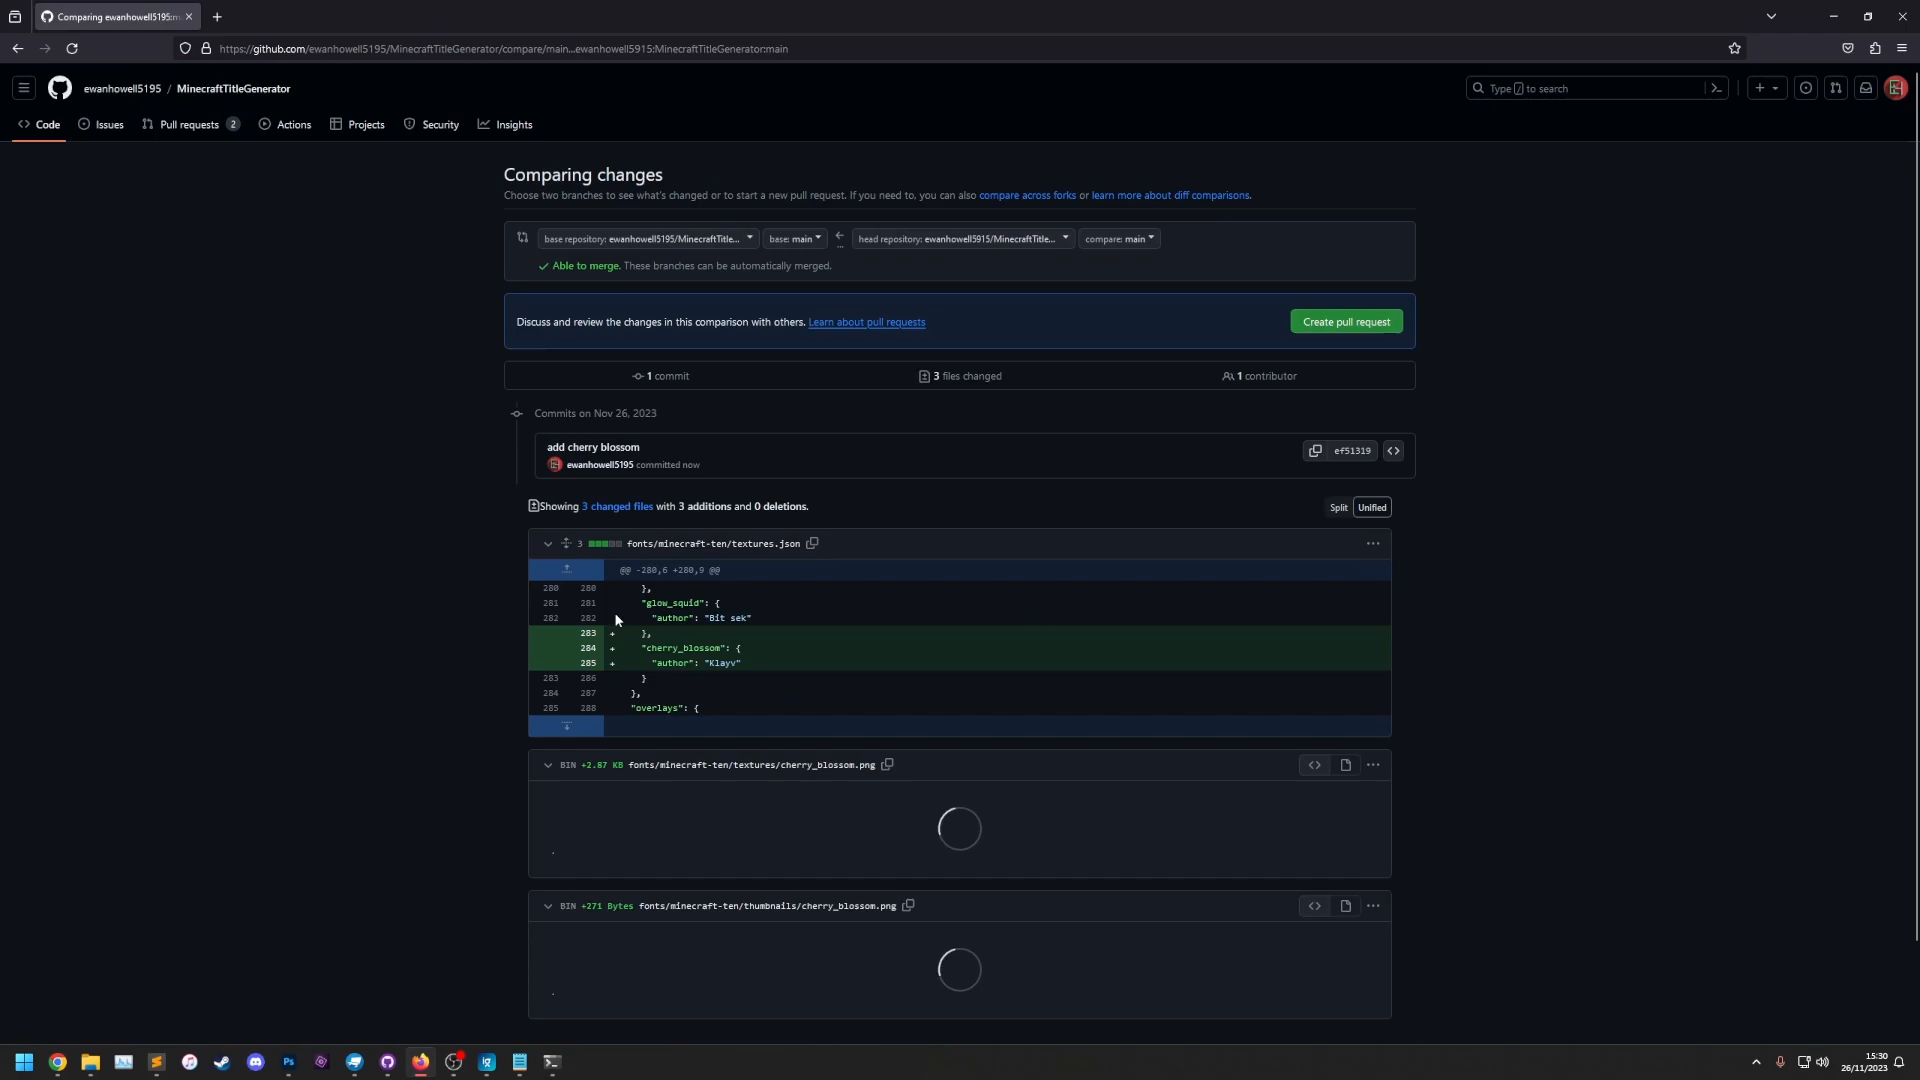 Comparing ewanhowell5195:m
https://github.com/ewanhowell5195/MinecraftTitleGenerator/compare/main...ewanhowell5915:MinecraftTitleGenerator:main
ewanhowell5195 / MinecraftTitleGenerator
Type / to search
Code
Issues
Pull requests 2
Actions
Projects
Security
Insights
Comparing changes
Choose two branches to see what's changed or to start a new pull request. If you need to, you can also compare across forks or learn more about diff comparisons.
base repository: ewanhowell5195/MinecraftTitle...
base: main
head repository: ewanhowell5915/MinecraftTitle...
compare: main
Able to merge. These branches can be automatically merged.
Discuss and review the changes in this comparison with others. Learn about pull requests
Create pull request
1 commit
3 files changed
1 contributor
Commits on Nov 26, 2023
add cherry blossom
ewanhowell5195 committed now
ef51319
Showing 3 changed files with 3 additions and 0 deletions.
Split
Unified
3 fonts/minecraft-ten/textures.json
@@ -280,6 +280,9 @@
280 280 },
281 281 "glow_squid": {
282 282 "author": "Bit sek"
283 + },
284 + "cherry_blossom": {
285 + "author": "Klayv"
283 286 }
284 287 },
285 288 "overlays": {
BIN +2.87 KB fonts/minecraft-ten/textures/cherry_blossom.png
BIN +271 Bytes fonts/minecraft-ten/thumbnails/cherry_blossom.png
15:30
26/11/2023